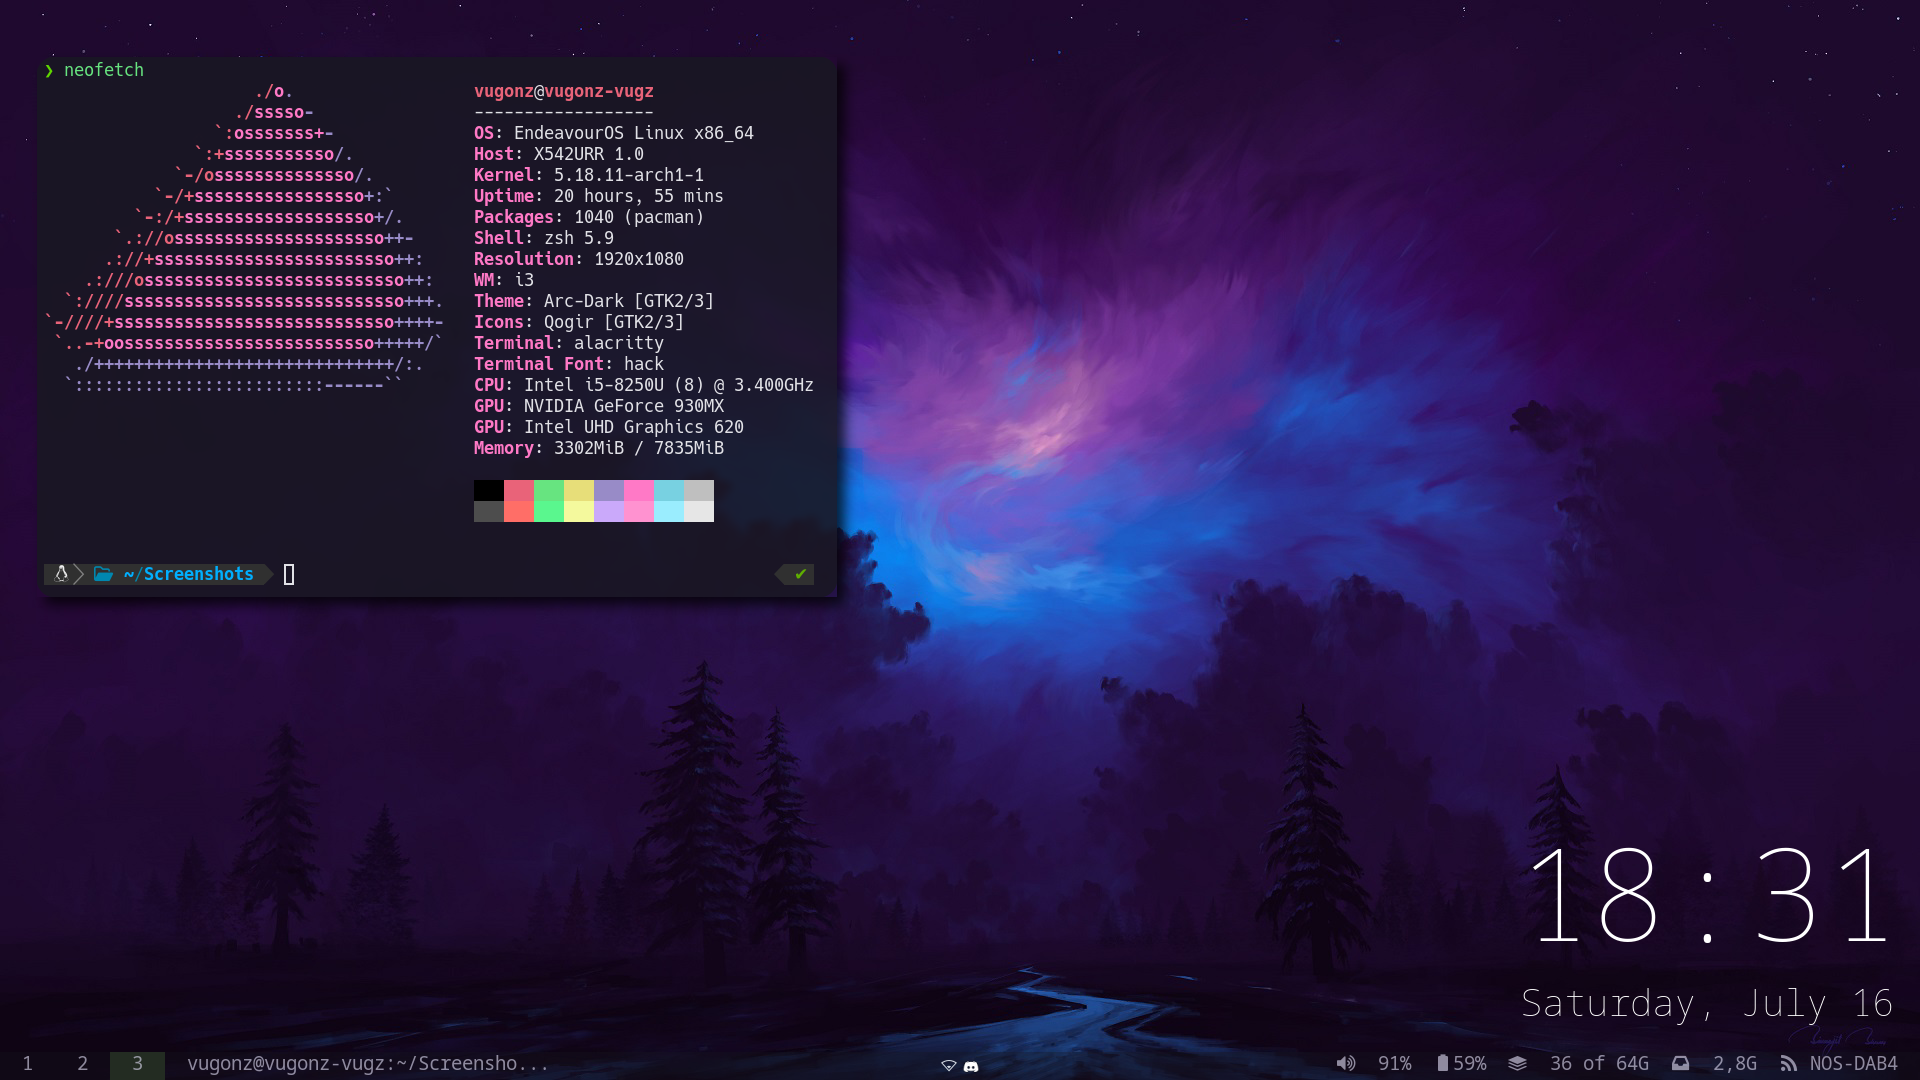 ❯ neofetch
./o.
./sssso-
`:osssssss+-
`:+sssssssssso/.
`-/ossssssssssssso/.
`-/+sssssssssssssssso+:`
`-:/+sssssssssssssssssso+/.
`.://osssssssssssssssssssso++-
.://+ssssssssssssssssssssssso++:
.:///ossssssssssssssssssssssssso++:
`:////ssssssssssssssssssssssssssso+++.
`-////+ssssssssssssssssssssssssssso++++-
`..-+oosssssssssssssssssssssssso+++++/`
./++++++++++++++++++++++++++++++/:.
`:::::::::::::::::::::::::------``
vugonz@vugonz-vugz
------------------
OS: EndeavourOS Linux x86_64
Host: X542URR 1.0
Kernel: 5.18.11-arch1-1
Uptime: 20 hours, 55 mins
Packages: 1040 (pacman)
Shell: zsh 5.9
Resolution: 1920x1080
WM: i3
Theme: Arc-Dark [GTK2/3]
Icons: Qogir [GTK2/3]
Terminal: alacritty
Terminal Font: hack
CPU: Intel i5-8250U (8) @ 3.400GHz
GPU: NVIDIA GeForce 930MX
GPU: Intel UHD Graphics 620
Memory: 3302MiB / 7835MiB
~/Screenshots ✔
18:31
Saturday, July 16
1 2 3 vugonz@vugonz-vugz:~/Screensho... 91% 59% 36 of 64G 2,8G NOS-DAB4